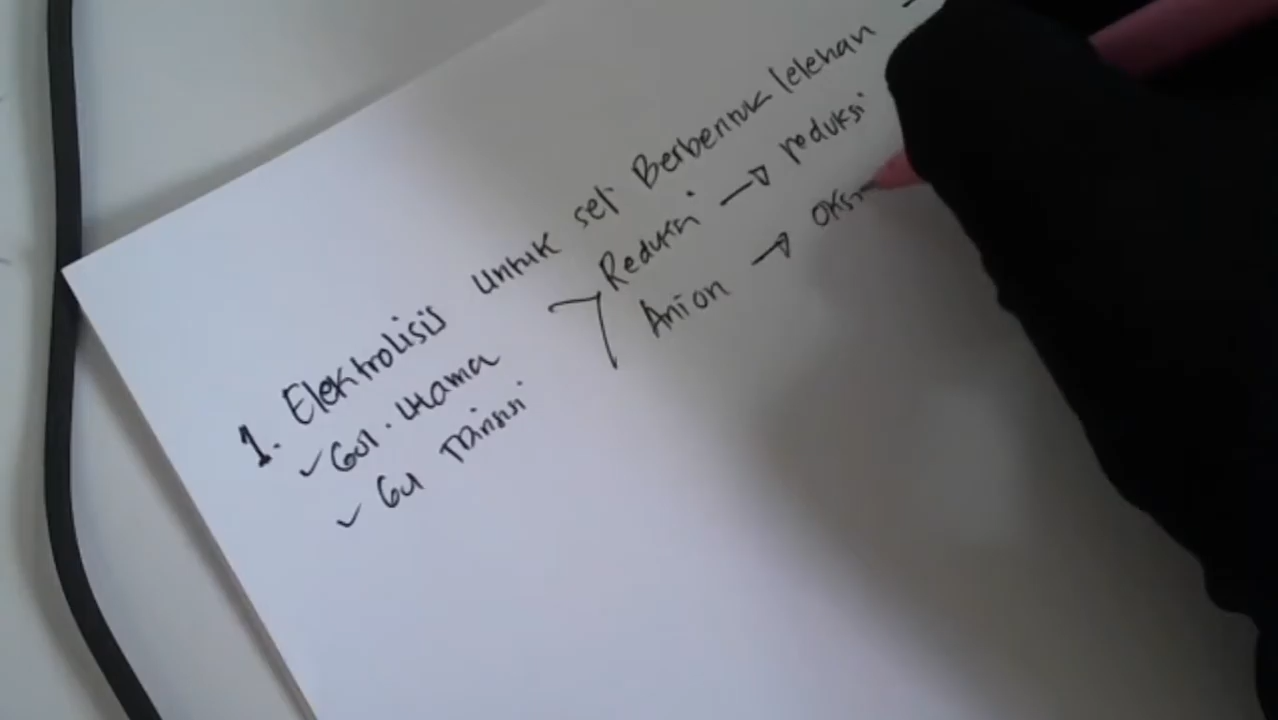 1. Elektrolisis untuk sel Berbentuk lelehan
✓ Gol. Utama
✓ Gol Transisi
Reduksi → reduksi
Anion → Oksi